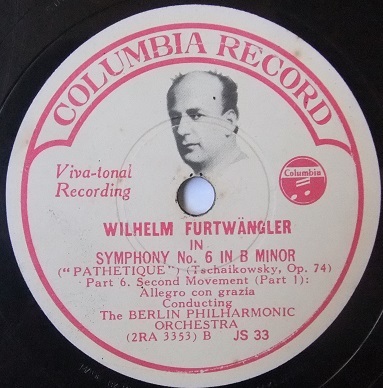 COLUMBIA RECORD
Viva-tonal
Recording
Columbia
WILHELM FURTWÄNGLER
IN
SYMPHONY No. 6 IN B MINOR
("PATHETIQUE") (Tschaikowsky, Op. 74)
Part 6. Second Movement (Part 1):
Allegro con grazia
Conducting
The BERLIN PHILHARMONIC
ORCHESTRA
(2RA 3353) B JS 33